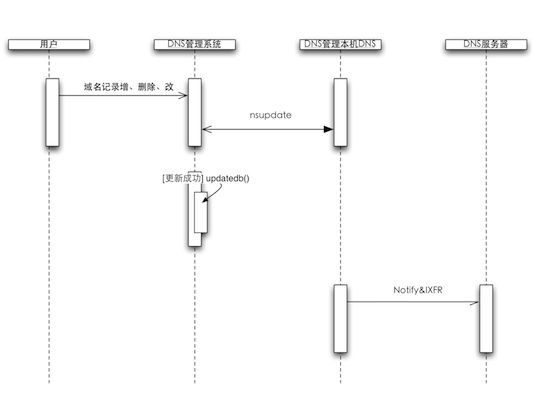 用户
DNS管理系统
DNS管理本机DNS
DNS服务器
域名记录增、删除、改
nsupdate
[更新成功] updatedb()
Notify&IXFR